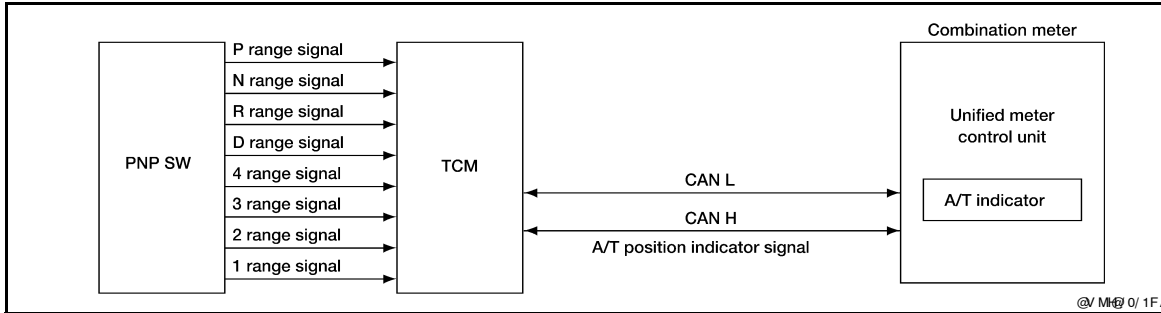 Combination meter
P range signal
N range signal
R range signal
D range signal
4 range signal
3 range signal
2 range signal
1 range signal
PNP SW
TCM
CAN L
CAN H
A/T position indicator signal
Unified meter
control unit
A/T indicator